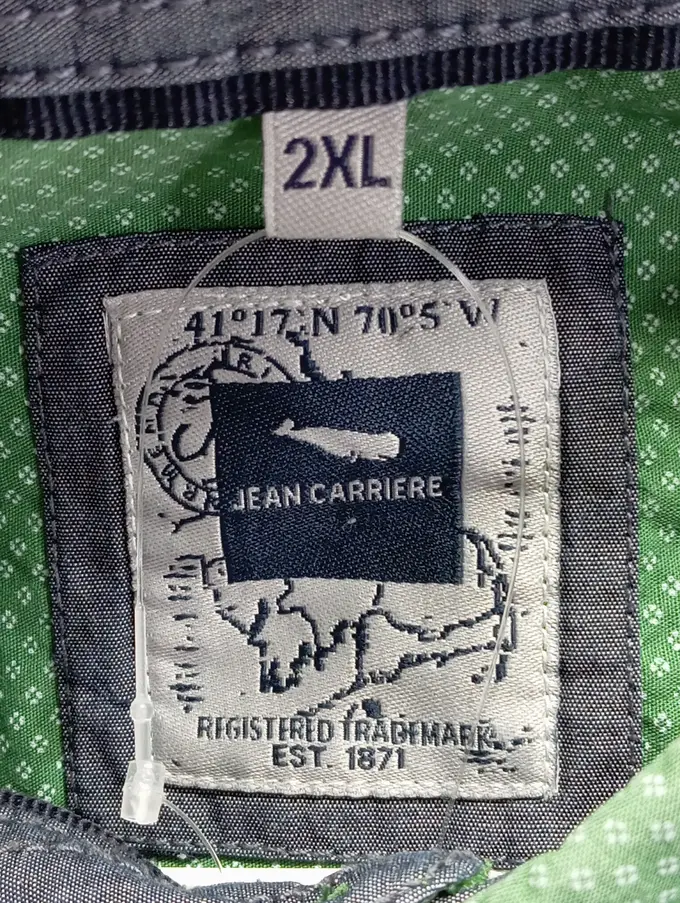 2XL
41°17'N 70°5'W
JEAN CARRIERE
REGISTERED TRADEMARK
EST. 1871